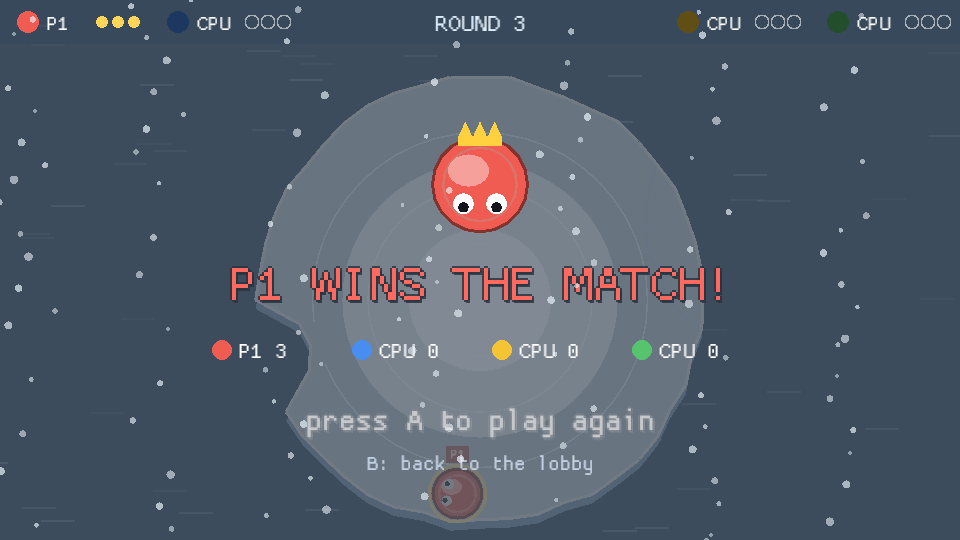 P1 CPU ROUND 3 CPU CPU
P1 WINS THE MATCH!
P1 3 CPU 0 CPU 0 CPU 0
press A to play again
P1
B: back to the lobby